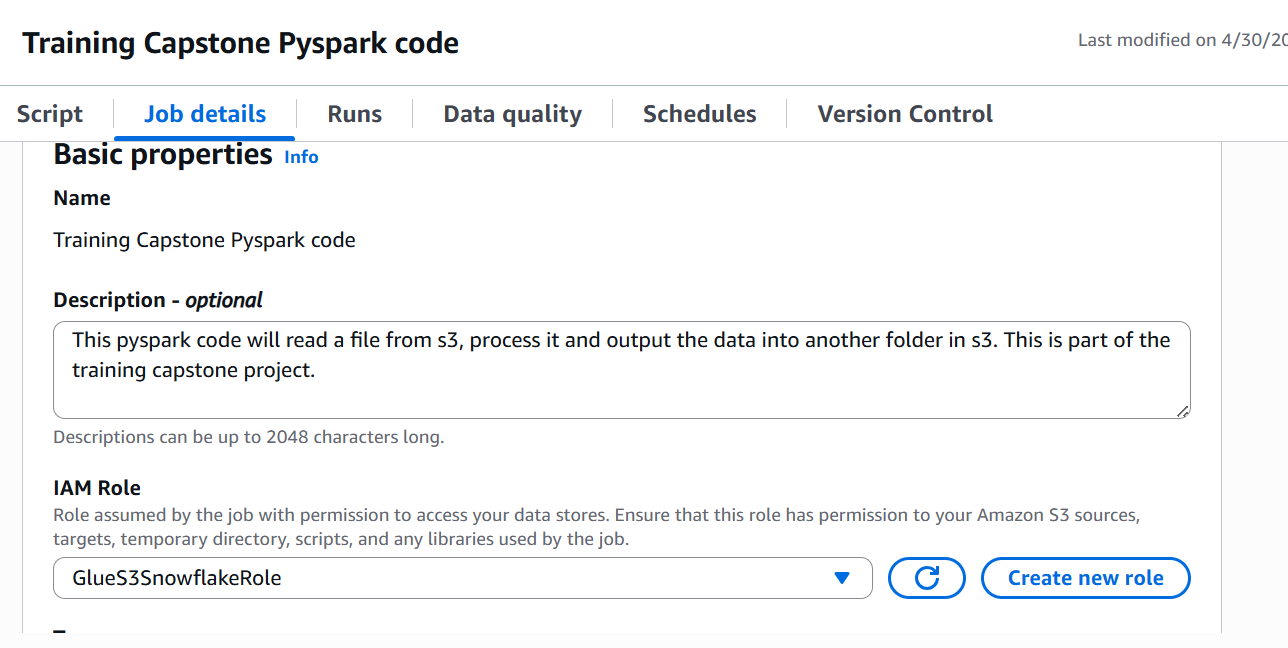 Training Capstone Pyspark code
Last modified on 4/30/20
Script
Job details
Runs
Data quality
Schedules
Version Control
Basic properties Info
Name
Training Capstone Pyspark code
Description - optional
This pyspark code will read a file from s3, process it and output the data into another folder in s3. This is part of the
training capstone project.
Descriptions can be up to 2048 characters long.
IAM Role
Role assumed by the job with permission to access your data stores. Ensure that this role has permission to your Amazon S3 sources,
targets, temporary directory, scripts, and any libraries used by the job.
GlueS3SnowflakeRole
Create new role